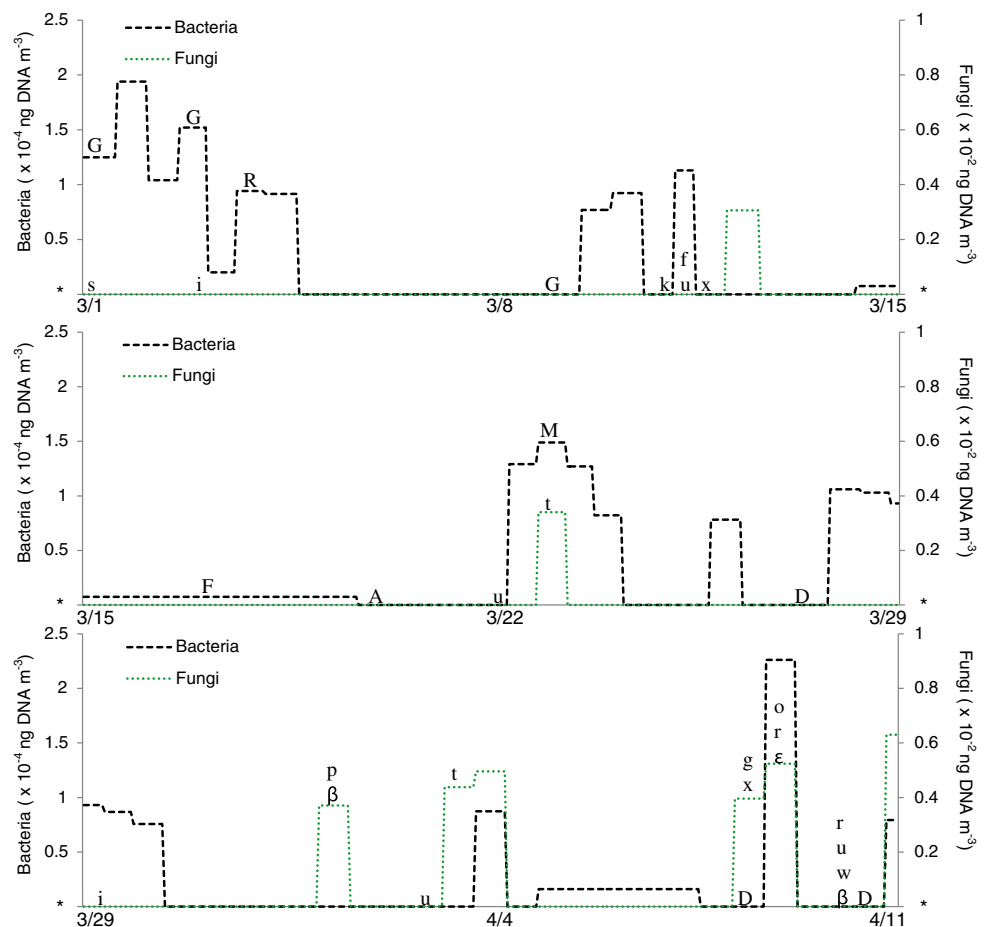 2.5
2
1.5
1
0.5
*
Bacteria ( x 10-4 ng DNA m-3)
Bacteria
Fungi
G
G
R
s
i
G
k
f
u
x
1
0.8
0.6
0.4
0.2
*
Fungi ( x 10-2 ng DNA m-3)
3/1
3/8
3/15
2.5
2
1.5
1
0.5
*
Bacteria ( x 10-4 ng DNA m-3)
Bacteria
Fungi
F
A
u
M
t
D
1
0.8
0.6
0.4
0.2
*
Fungi ( x 10-2 ng DNA m-3)
3/15
3/22
3/29
2.5
2
1.5
1
0.5
*
Bacteria ( x 10-4 ng DNA m-3)
Bacteria
Fungi
i
p
β
u
t
g
x
D
o
r
ε
r
u
w
β
D
1
0.8
0.6
0.4
0.2
*
Fungi ( x 10-2 ng DNA m-3)
3/29
4/4
4/11